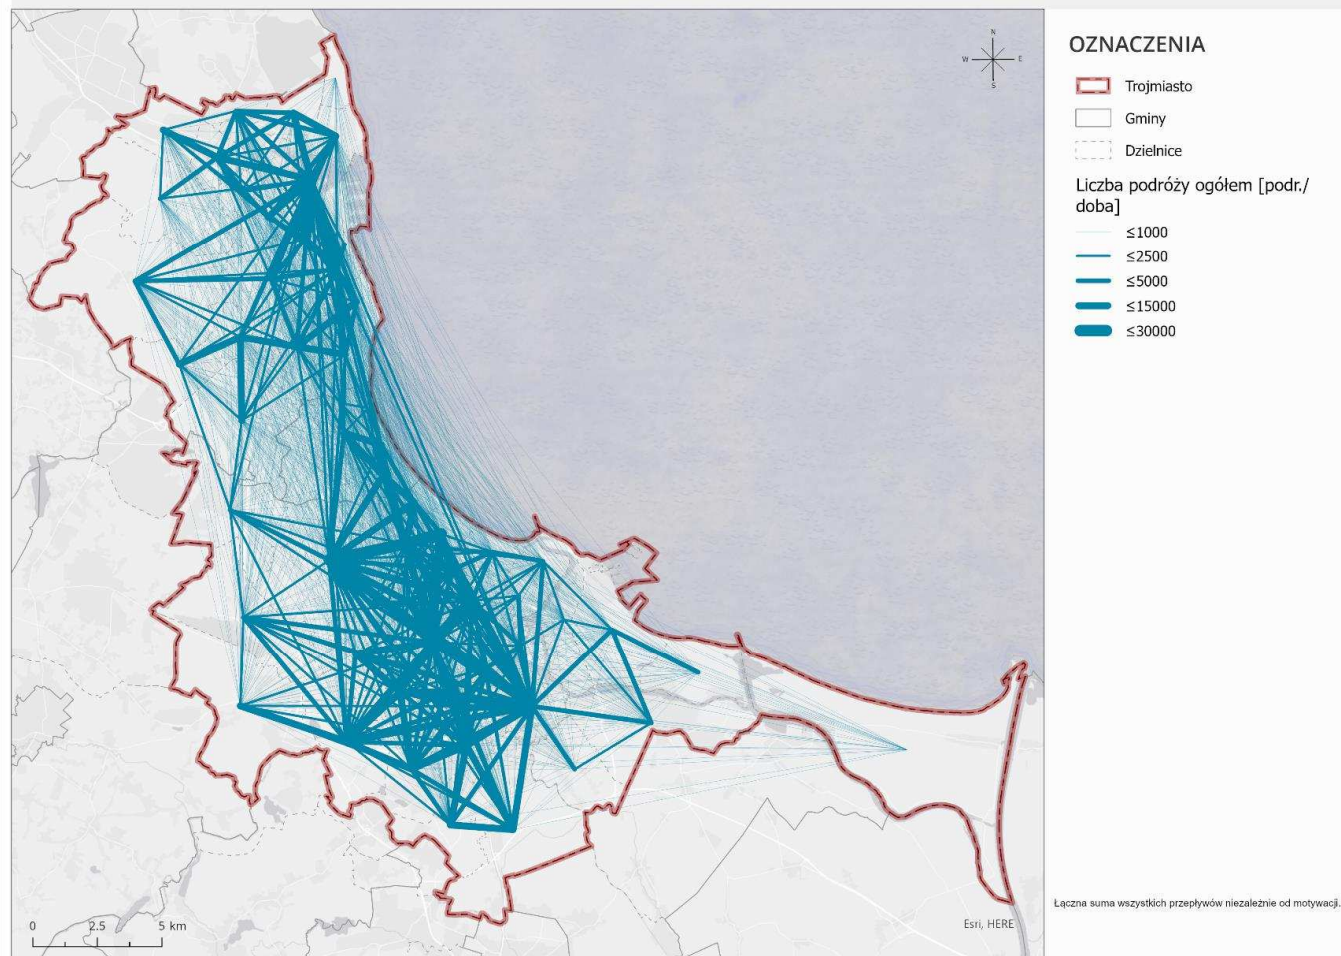 N
W
E
S
OZNACZENIA
Trojmiasto
Gminy
Dzielnice
Liczba podróży ogółem [podr./
doba]
≤1000
≤2500
≤5000
≤15000
≤30000
Łączna suma wszystkich przepływów niezależnie od motywacji.
0 2.5 5 km
Esri, HERE